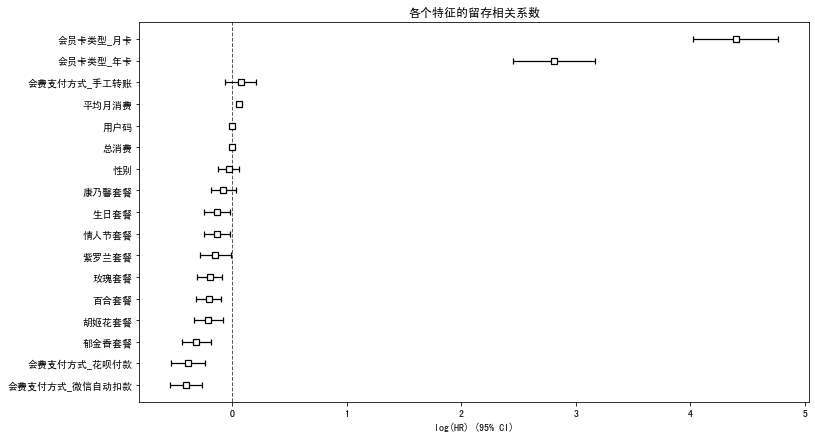 各个特征的留存相关系数
会员卡类型_月卡
会员卡类型_年卡
会费支付方式_手工转账
平均月消费
用户码
总消费
性别
康乃馨套餐
生日套餐
情人节套餐
紫罗兰套餐
玫瑰套餐
百合套餐
胡姬花套餐
郁金香套餐
会费支付方式_花呗付款
会费支付方式_微信自动扣款
0 1 2 3 4 5
log(HR) (95% CI)